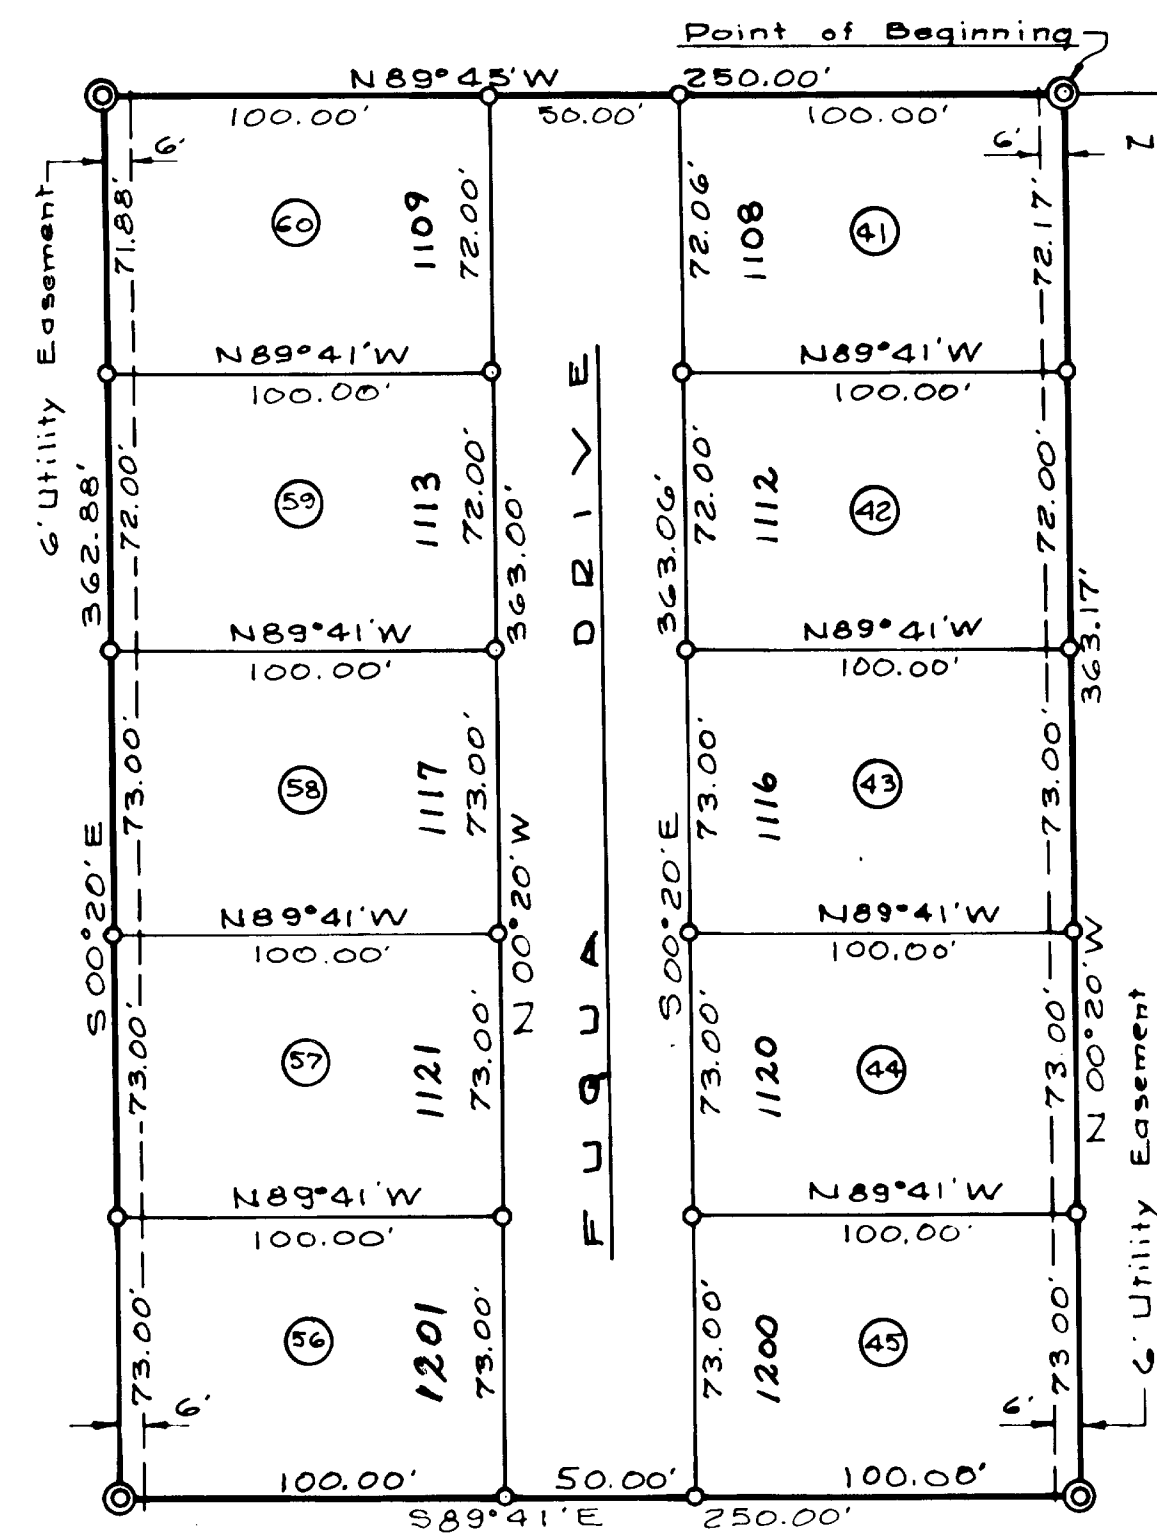 Point of Beginning
N89°45'W 250.00'
100.00' 50.00' 100.00'
6' 6'
6' Utility Easement
71.88' 60 1109 72.00' 72.06' 1108 41 72.17'
N89°41'W N89°41'W
100.00' 100.00'
362.88' 72.00' 59 1113 72.00' 363.00' 363.06' 72.00' 1112 42 72.00' 363.17'
N89°41'W N89°41'W
100.00' 100.00'
FUQUA DRIVE
73.00' 58 1117 73.00' 73.00' 1116 43 73.00'
S00°20'E N00°20'W S00°20'E N00°20'W
N89°41'W N89°41'W
100.00' 100.00'
73.00' 57 1121 73.00' 73.00' 1120 44 73.00'
6' Utility Easement
N89°41'W N89°41'W
100.00' 100.00'
73.00' 56 1201 73.00' 73.00' 1200 45 73.00'
6' 6'
100.00' 50.00' 100.00'
S89°41'E 250.00'